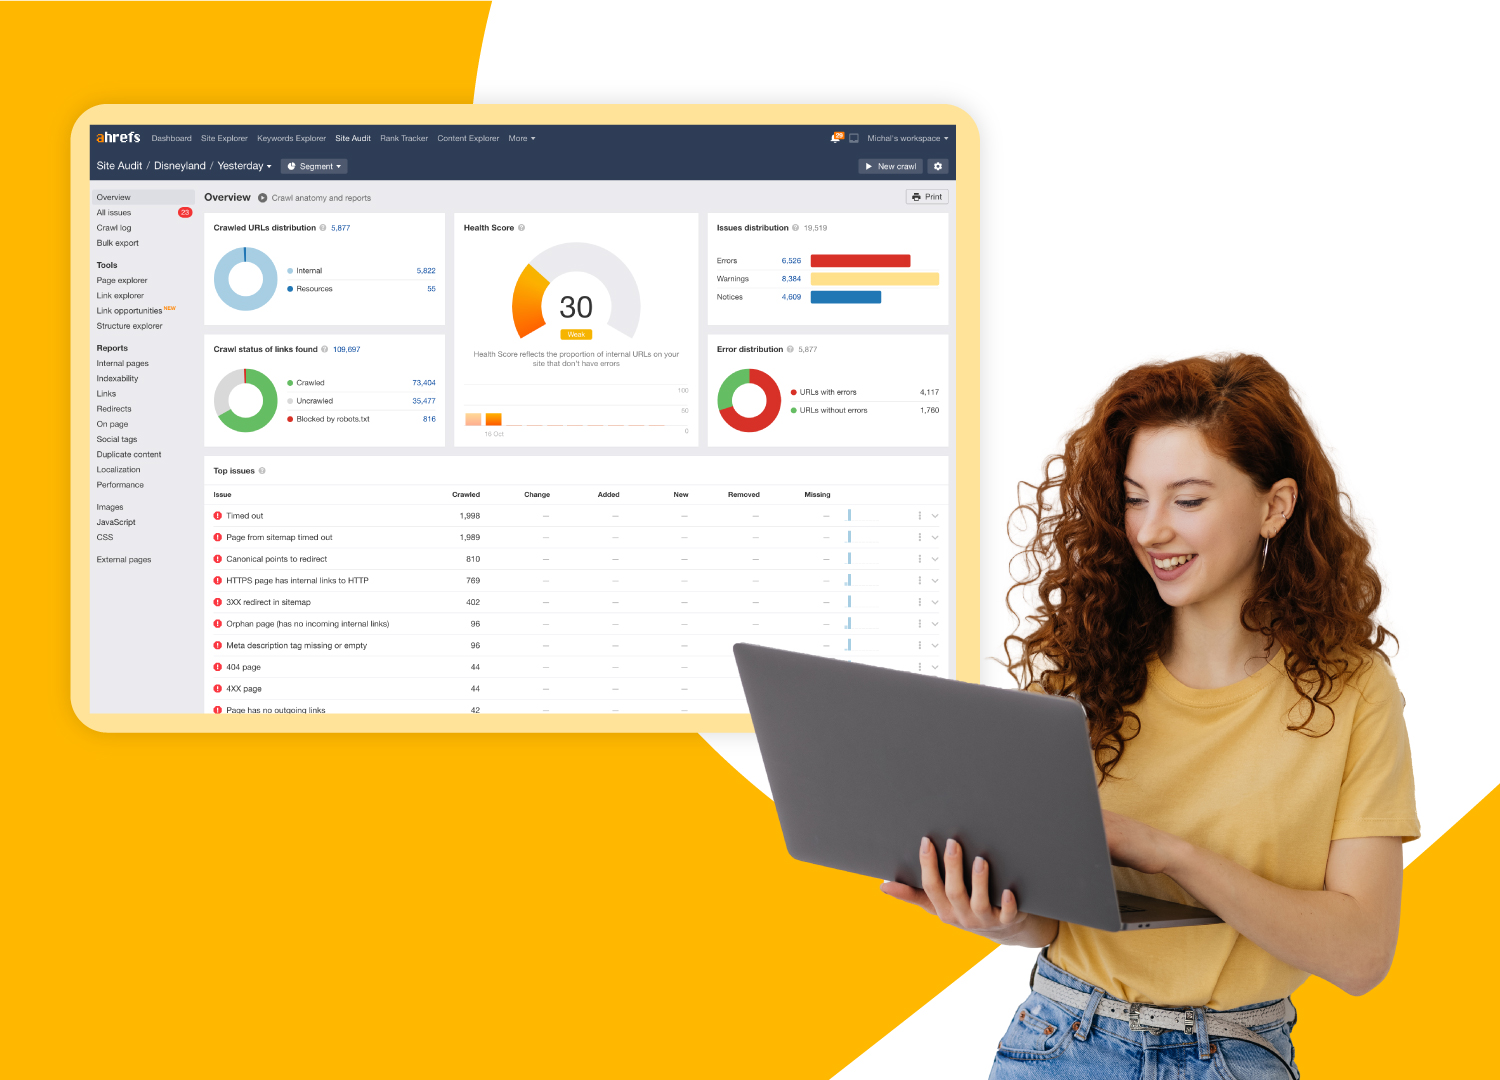 ahrefs Dashboard Site Explorer Keywords Explorer Site Audit Rank Tracker Content Explorer More Michal's workspace
Site Audit / Disneyland / Yesterday Segment New crawl
Overview
All issues 23
Crawl log
Bulk export
Tools
Page explorer
Link explorer
Link opportunities NEW
Structure explorer
Reports
Internal pages
Indexability
Links
Redirects
On page
Social tags
Duplicate content
Localization
Performance
Images
JavaScript
CSS
External pages
Overview Crawl anatomy and reports Print
Crawled URLs distribution ? 5,877
Internal 5,822
Resources 55
Health Score ?
30
Weak
Health Score reflects the proportion of internal URLs on your
site that don't have errors
100
50
0
16 Oct
Issues distribution ? 19,519
Errors 6,526
Warnings 8,384
Notices 4,609
Crawl status of links found ? 109,697
Crawled 73,404
Uncrawled 35,477
Blocked by robots.txt 816
Error distribution ? 5,877
URLs with errors 4,117
URLs without errors 1,760
Top issues ?
Issue Crawled Change Added New Removed Missing
Timed out 1,998 — — — — —
Page from sitemap timed out 1,989 — — — — —
Canonical points to redirect 810 — — — — —
HTTPS page has internal links to HTTP 769 — — — — —
3XX redirect in sitemap 402 — — — — —
Orphan page (has no incoming internal links) 96 — — — — —
Meta description tag missing or empty 96 — — — — —
404 page 44 — — —
4XX page 44 — — —
Page has no outgoing links 42 — — —